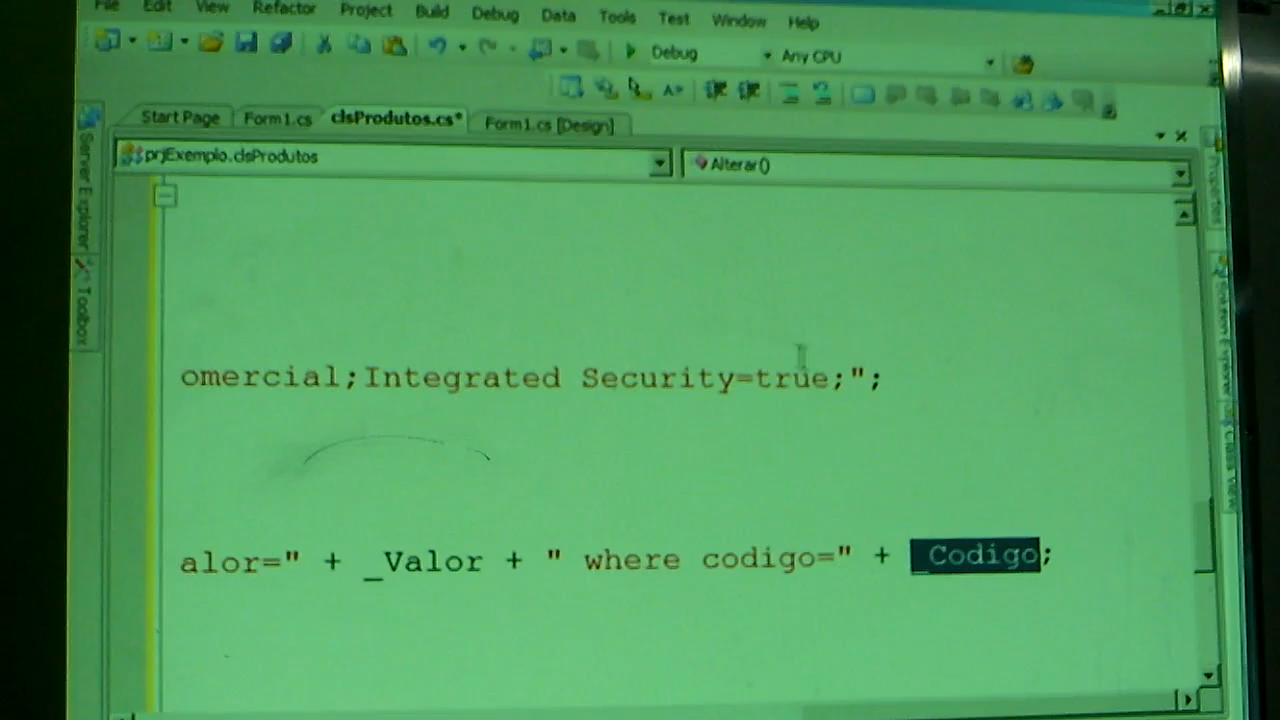 File Edit View Refactor Project Build Debug Data Tools Test Window Help
Debug Any CPU
Start Page Form1.cs clsProdutos.cs* Form1.cs [Design]
prjExemplo.clsProdutos Alterar()
Server Explorer
Toolbox
Properties
Solution Explorer
Class View
omercial;Integrated Security=true;";
alor=" + _Valor + " where codigo=" + _Codigo;